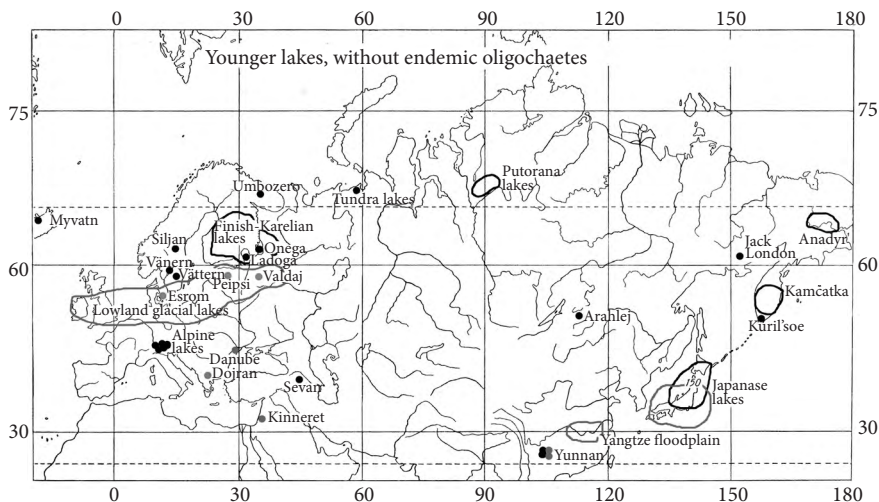 0 30 60 90 120 150 180
Younger lakes, without endemic oligochaetes
75 75
Putorana
lakes
Umbozero
Tundra lakes
Myvatn
Finish-Karelian
lakes
Siljan
Onega
Ladoga
Anadyr
Jack
London
60 60
Vänern
Vättern
Peipsi
Valdaj
Esrom
Lowland glacial lakes
Kamčatka
Kuril'soe
Arahlej
Alpine
lakes
Danube
Dojran
Sevan
150
Japanase
lakes
Kinneret
30 30
Yangtze floodplain
Yunnan
0 30 60 90 120 150 180